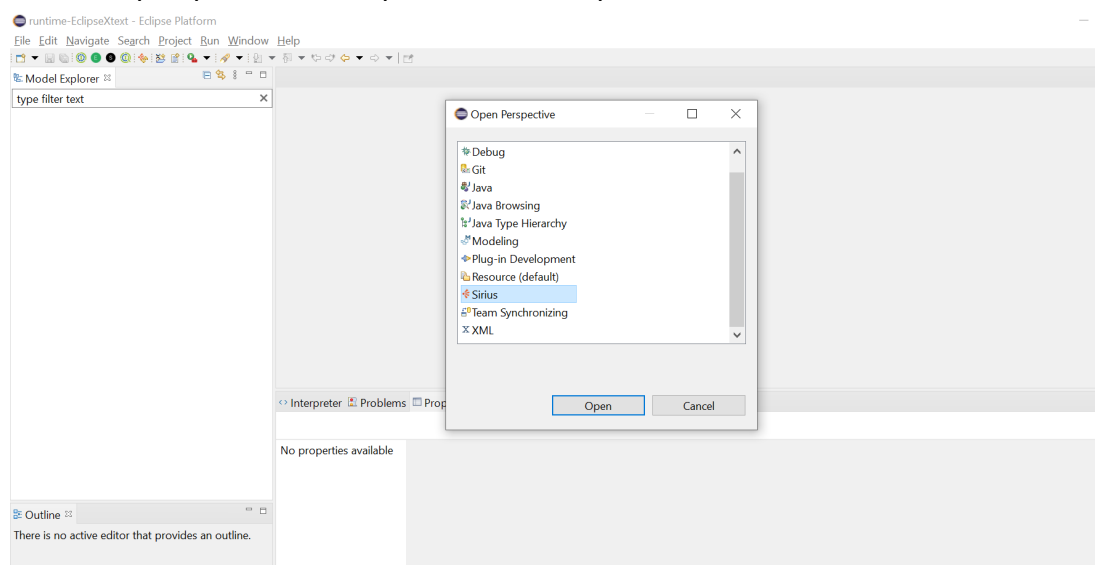 runtime-EclipseXtext - Eclipse Platform
File Edit Navigate Search Project Run Window Help
Model Explorer
type filter text
Open Perspective
Debug
Git
Java
Java Browsing
Java Type Hierarchy
Modeling
Plug-in Development
Resource (default)
Sirius
Team Synchronizing
XML
Open Cancel
Interpreter Problems Prop
No properties available
Outline
There is no active editor that provides an outline.